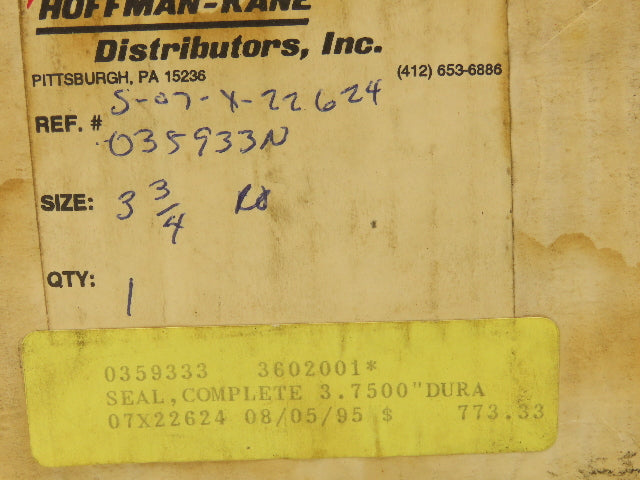 HOFFMAN-KANE
Distributors, Inc.
PITTSBURGH, PA 15236 (412) 653-6886
S-07-X-22624
REF. # 035933N
SIZE: 3 3/4
QTY: 1
0359333 3602001*
SEAL,COMPLETE 3.7500"DURA
07X22624 08/05/95 $ 773.33